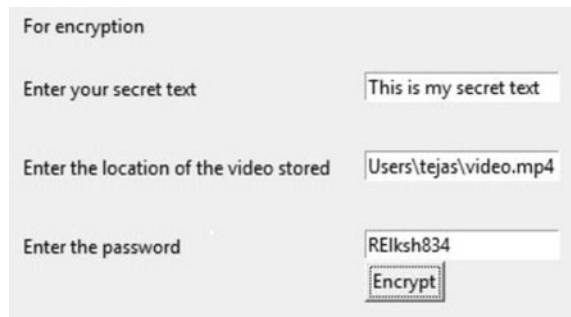 For encryption
Enter your secret text
This is my secret text
Enter the location of the video stored
Users\tejas\video.mp4
Enter the password
REIksh834
Encrypt